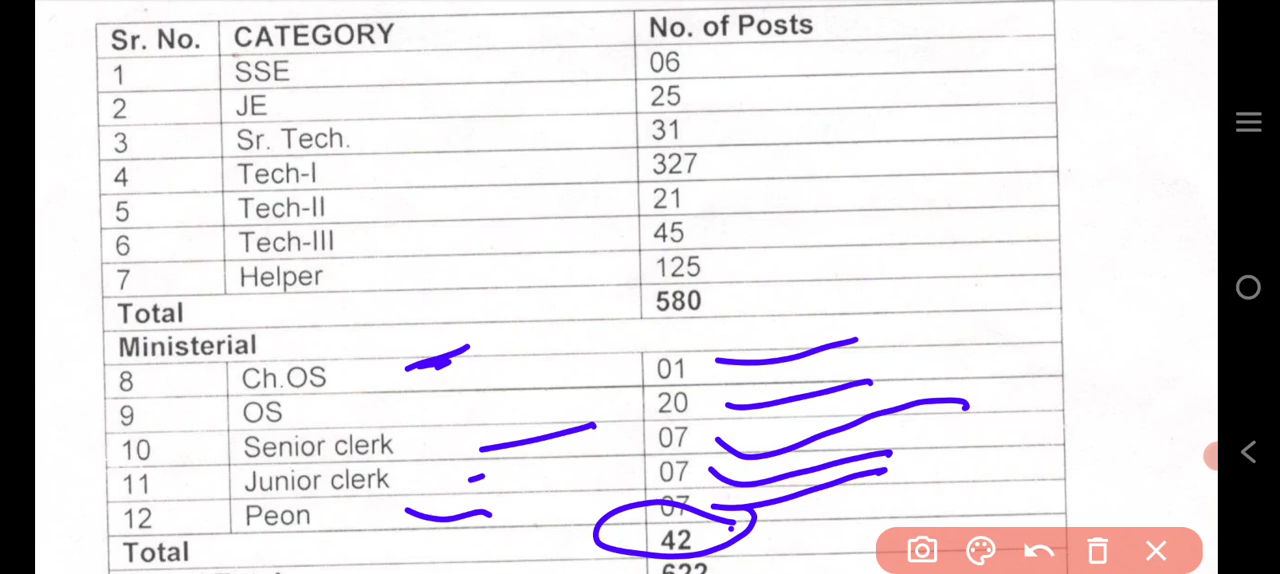 Sr. No. CATEGORY No. of Posts
1 SSE 06
2 JE 25
3 Sr. Tech. 31
4 Tech-I 327
5 Tech-II 21
6 Tech-III 45
7 Helper 125
Total 580
Ministerial
8 Ch.OS 01
9 OS 20
10 Senior clerk 07
11 Junior clerk 07
12 Peon 07
Total 42
622